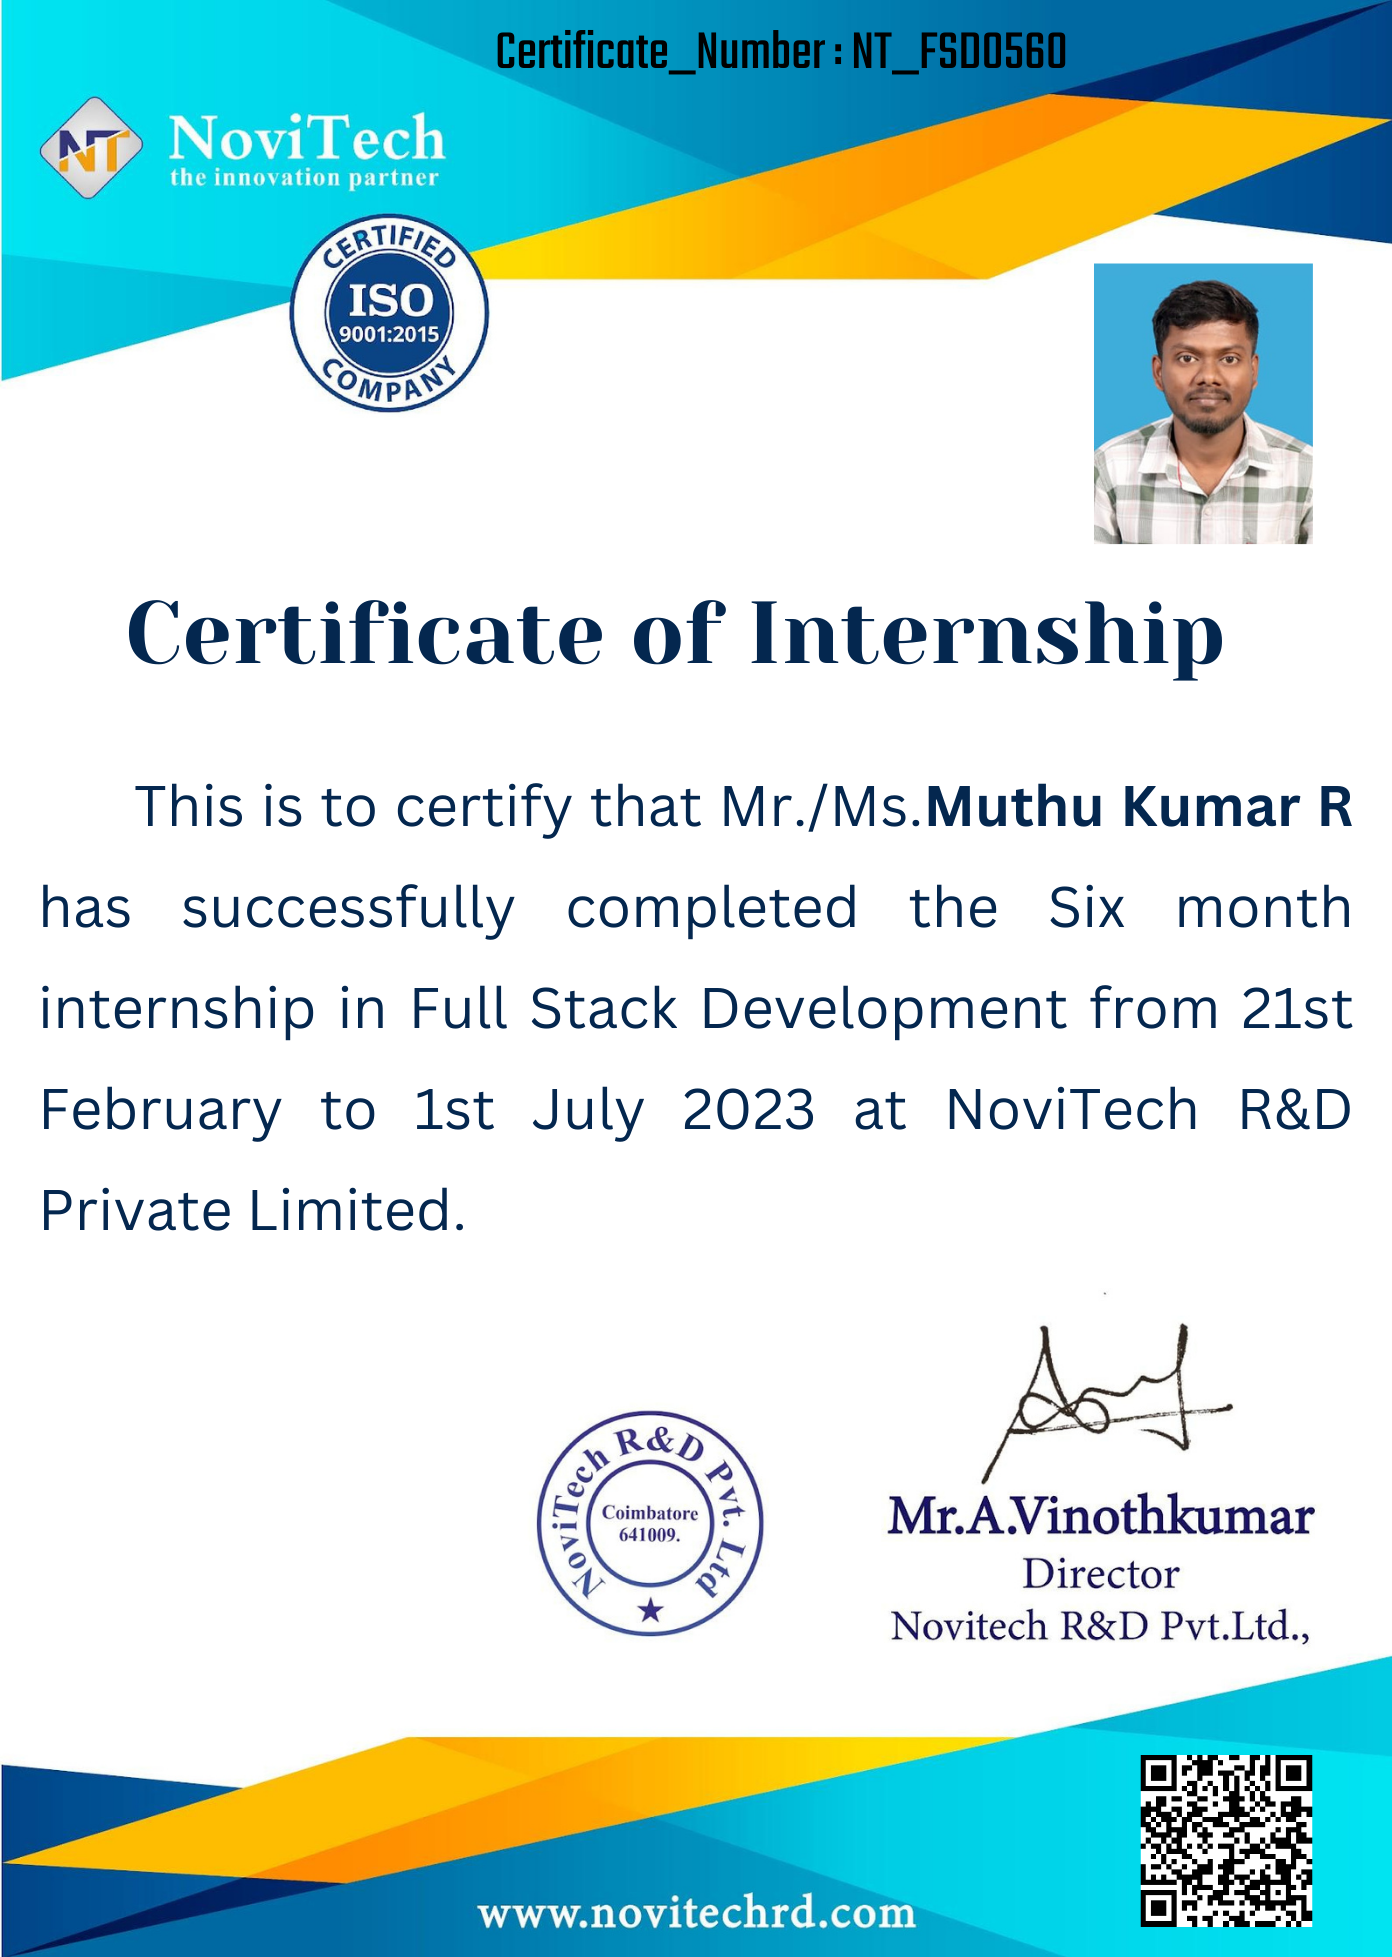 Certificate_Number : NT_FSD0560
NT
NoviTech
the innovation partner
CERTIFIED
ISO
9001:2015
COMPANY
Certificate of Internship
This is to certify that Mr./Ms.Muthu Kumar R
has successfully completed the Six month
internship in Full Stack Development from 21st
February to 1st July 2023 at NoviTech R&D
Private Limited.
NoviTech R&D Pvt. Ltd
Coimbatore
641009.
Mr.A.Vinothkumar
Director
Novitech R&D Pvt.Ltd.,
www.novitechrd.com